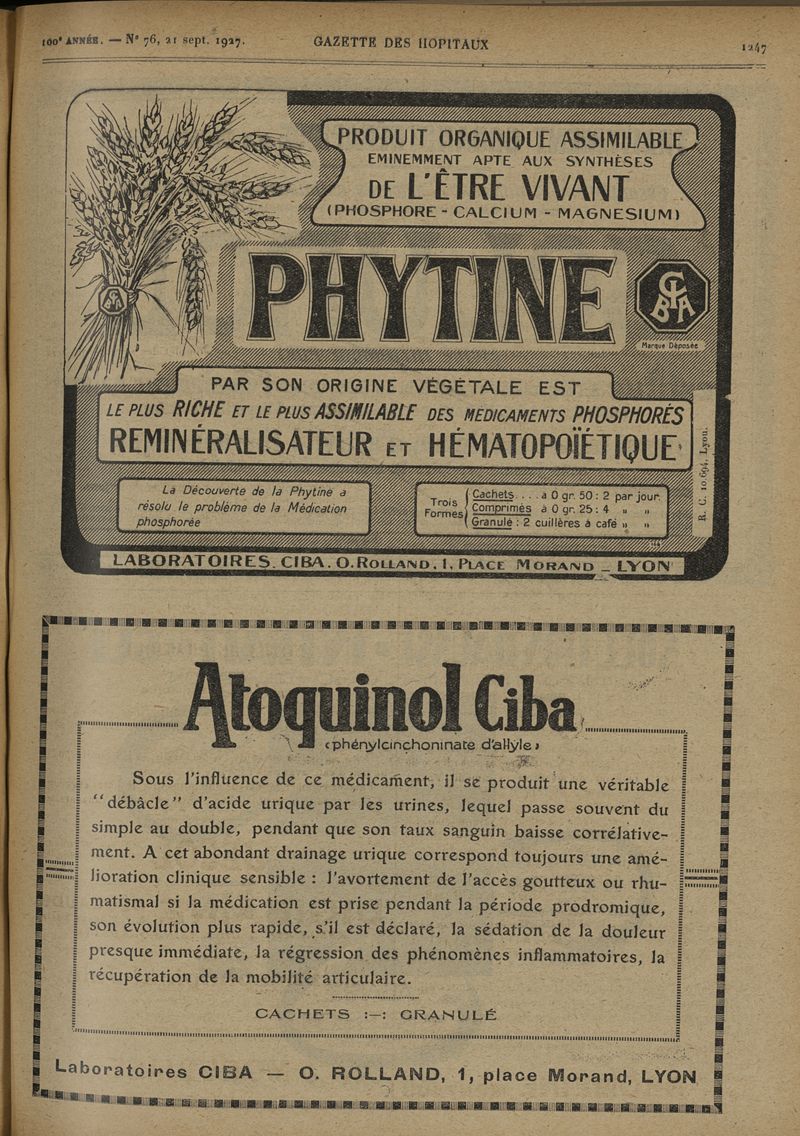 100e ANNÉE. — No 76, 21 sept. 1927.
GAZETTE DES HOPITAUX
1247
PRODUIT ORGANIQUE ASSIMILABLE
EMINEMMENT APTE AUX SYNTHÈSES
DE L'ÊTRE VIVANT
(PHOSPHORE - CALCIUM - MAGNESIUM)
PHYTINE
CIBA
Marque Déposée
PAR SON ORIGINE VÉGÉTALE EST
LE PLUS RICHE ET LE PLUS ASSIMILABLE DES MEDICAMENTS PHOSPHORÉS
REMINÉRALISATEUR ET HÉMATOPOÏÉTIQUE
La Découverte de la Phytine a
résolu le problème de la Médication
phosphorée
Trois Formes
Cachets . . . . à 0 gr. 50 : 2 par jour.
Comprimés à 0 gr. 25 : 4 " "
Granulé : 2 cuillères à café " "
R. C. 10.694, Lyon.
LABORATOIRES. CIBA. O. ROLLAND, 1, PLACE MORAND _ LYON
Atoquinol Ciba
‹ phénylcinchoninate d'allyle ›
Sous l'influence de ce médicament, il se produit une véritable
"débâcle" d'acide urique par les urines, lequel passe souvent du
simple au double, pendant que son taux sanguin baisse corrélative-
ment. A cet abondant drainage urique correspond toujours une amé-
lioration clinique sensible : l'avortement de l'accès goutteux ou rhu-
matismal si la médication est prise pendant la période prodromique,
son évolution plus rapide, s'il est déclaré, la sédation de la douleur
presque immédiate, la régression des phénomènes inflammatoires, la
récupération de la mobilité articulaire.
CACHETS :—: GRANULÉ
Laboratoires CIBA — O. ROLLAND, 1, place Morand, LYON